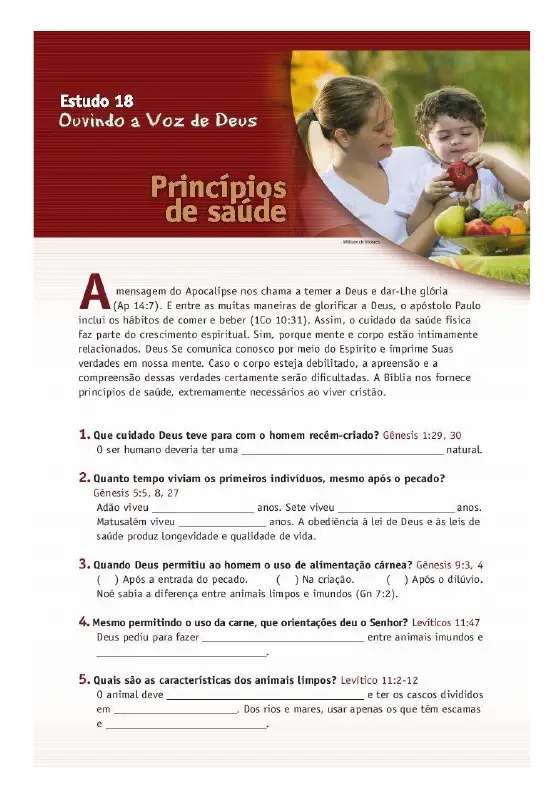 Estudo 18
Ouvindo a Voz de Deus
Princípios
de saúde
William de Moraes
A mensagem do Apocalipse nos chama a temer a Deus e dar-Lhe glória
(Ap 14:7). E entre as muitas maneiras de glorificar a Deus, o apóstolo Paulo
inclui os hábitos de comer e beber (1Co 10:31). Assim, o cuidado da saúde física
faz parte do crescimento espiritual. Sim, porque mente e corpo estão intimamente
relacionados. Deus Se comunica conosco por meio do Espírito e imprime Suas
verdades em nossa mente. Caso o corpo esteja debilitado, a apreensão e a
compreensão dessas verdades certamente serão dificultadas. A Bíblia nos fornece
princípios de saúde, extremamente necessários ao viver cristão.
1. Que cuidado Deus teve para com o homem recém-criado? Gênesis 1:29, 30
O ser humano deveria ter uma ____________________ natural.
2. Quanto tempo viviam os primeiros indivíduos, mesmo após o pecado?
Gênesis 5:5, 8, 27
Adão viveu ____________________ anos. Sete viveu ____________________ anos.
Matusalém viveu ____________________ anos. A obediência à lei de Deus e às leis de
saúde produz longevidade e qualidade de vida.
3. Quando Deus permitiu ao homem o uso de alimentação cárnea? Gênesis 9:3, 4
( ) Após a entrada do pecado. ( ) Na criação. ( ) Após o dilúvio.
Noé sabia a diferença entre animais limpos e imundos (Gn 7:2).
4. Mesmo permitindo o uso da carne, que orientações deu o Senhor? Levíticos 11:47
Deus pediu para fazer ____________________ entre animais imundos e
____________________.
5. Quais são as características dos animais limpos? Levítico 11:2-12
O animal deve ____________________ e ter os cascos divididos
em ____________________. Dos rios e mares, usar apenas os que têm escamas
e ____________________.